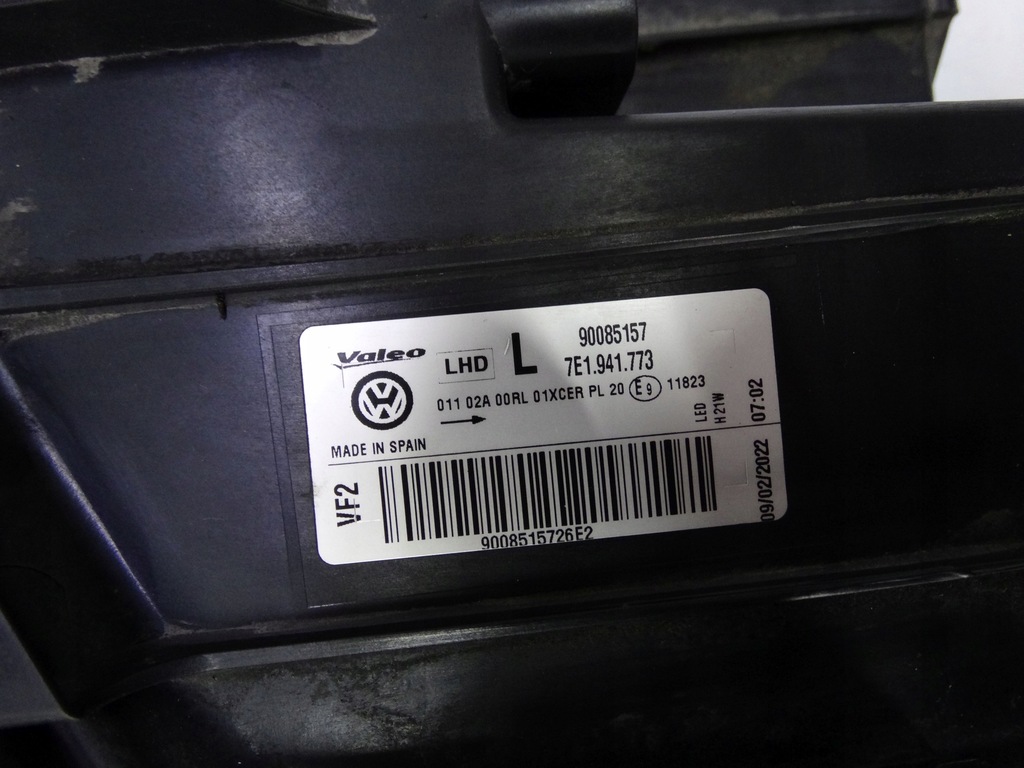 Valeo
LHD
L
90085157
7E1.941.773
011 02A 00RL 01XCER PL 20 E9 11823
MADE IN SPAIN
LED
H21W
07:02
09/02/2022
VF2
9008515726E2